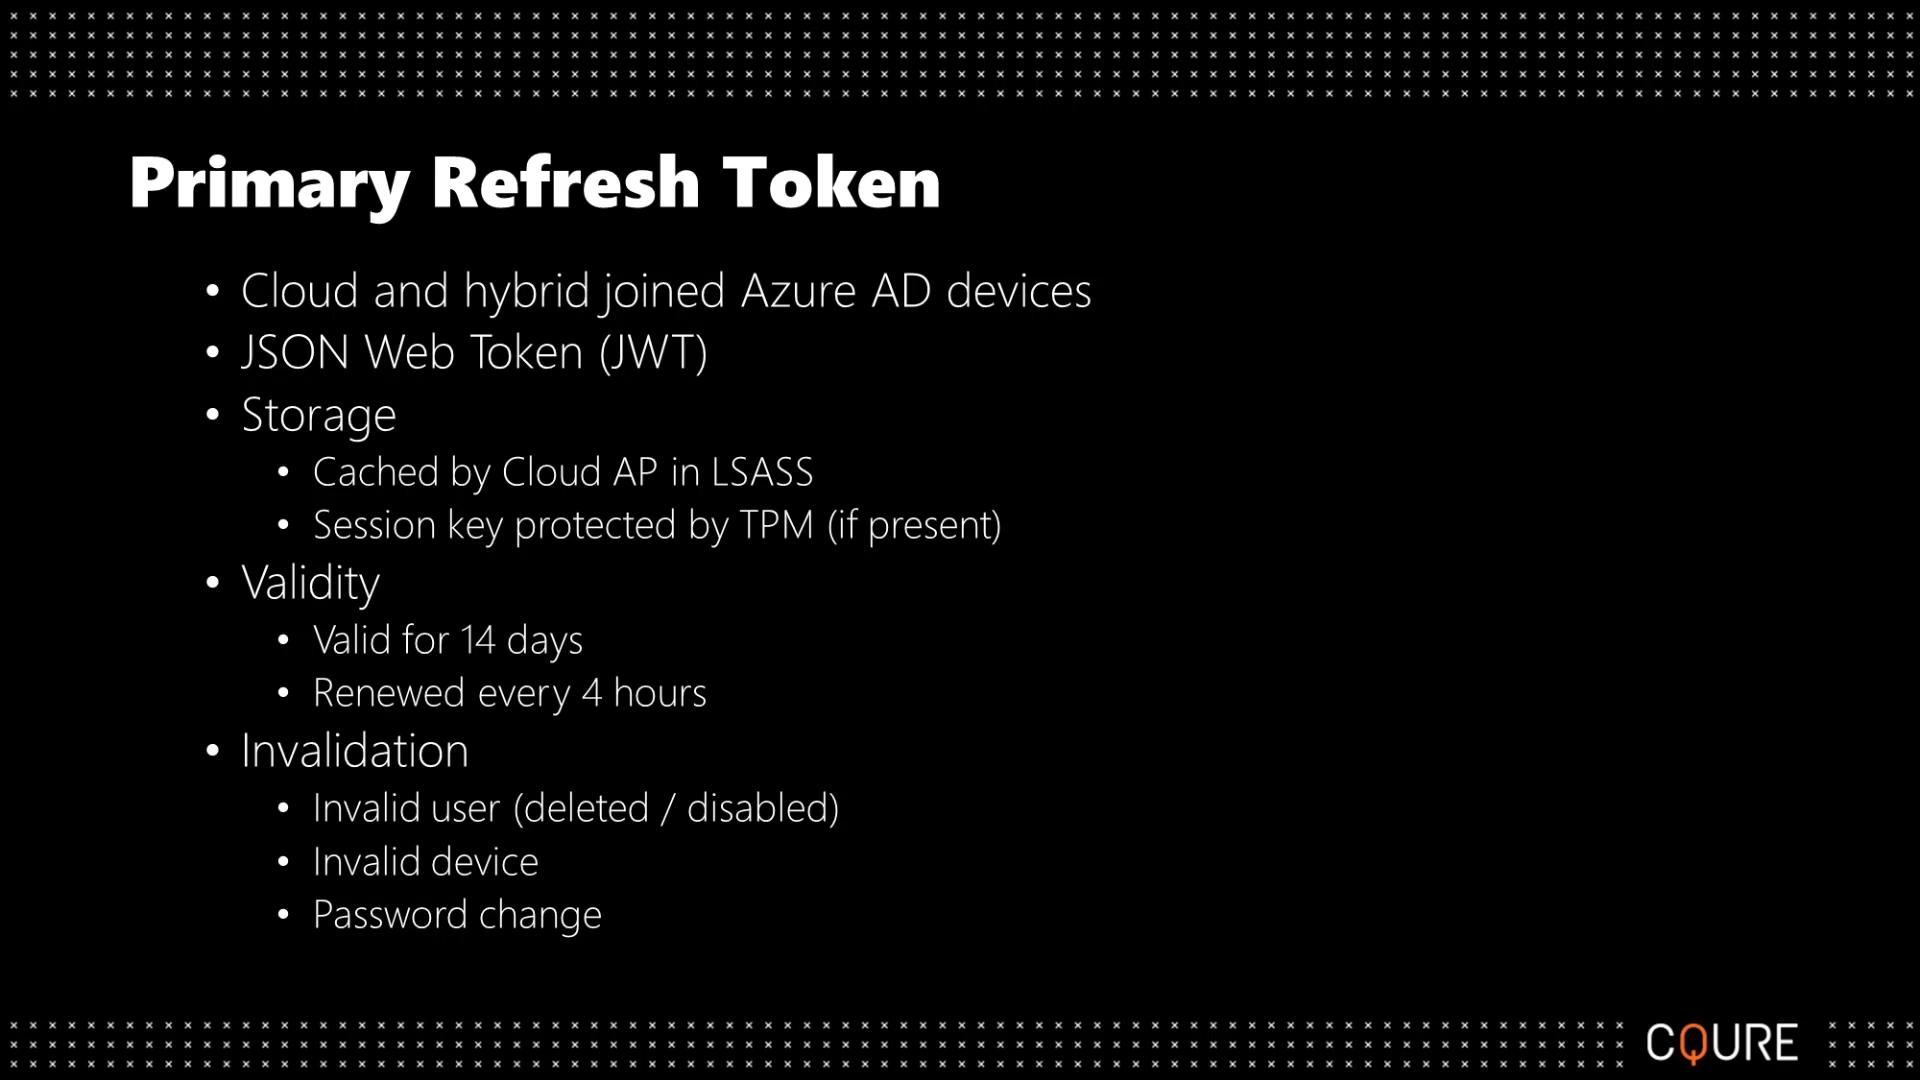 Primary Refresh Token
• Cloud and hybrid joined Azure AD devices
• JSON Web Token (JWT)
• Storage
• Cached by Cloud AP in LSASS
• Session key protected by TPM (if present)
• Validity
• Valid for 14 days
• Renewed every 4 hours
• Invalidation
• Invalid user (deleted / disabled)
• Invalid device
• Password change
CQURE